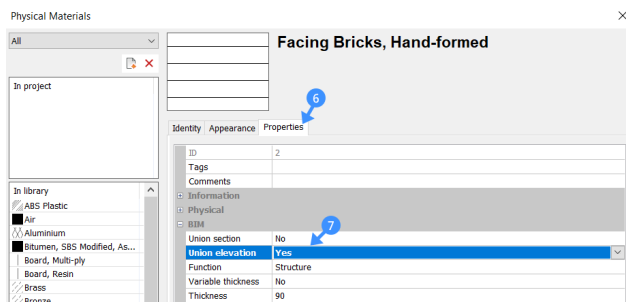 Physical Materials
All
Facing Bricks, Hand-formed
In project
6
Identity Appearance Properties
ID 2
Tags
Comments
Information
Physical
BIM
7
Union section No
Union elevation Yes
Function Structure
Variable thickness No
Thickness 90
In library
ABS Plastic
Air
Aluminium
Bitumen, SBS Modified, As...
Board, Multi-ply
Board, Resin
Brass
Bronze